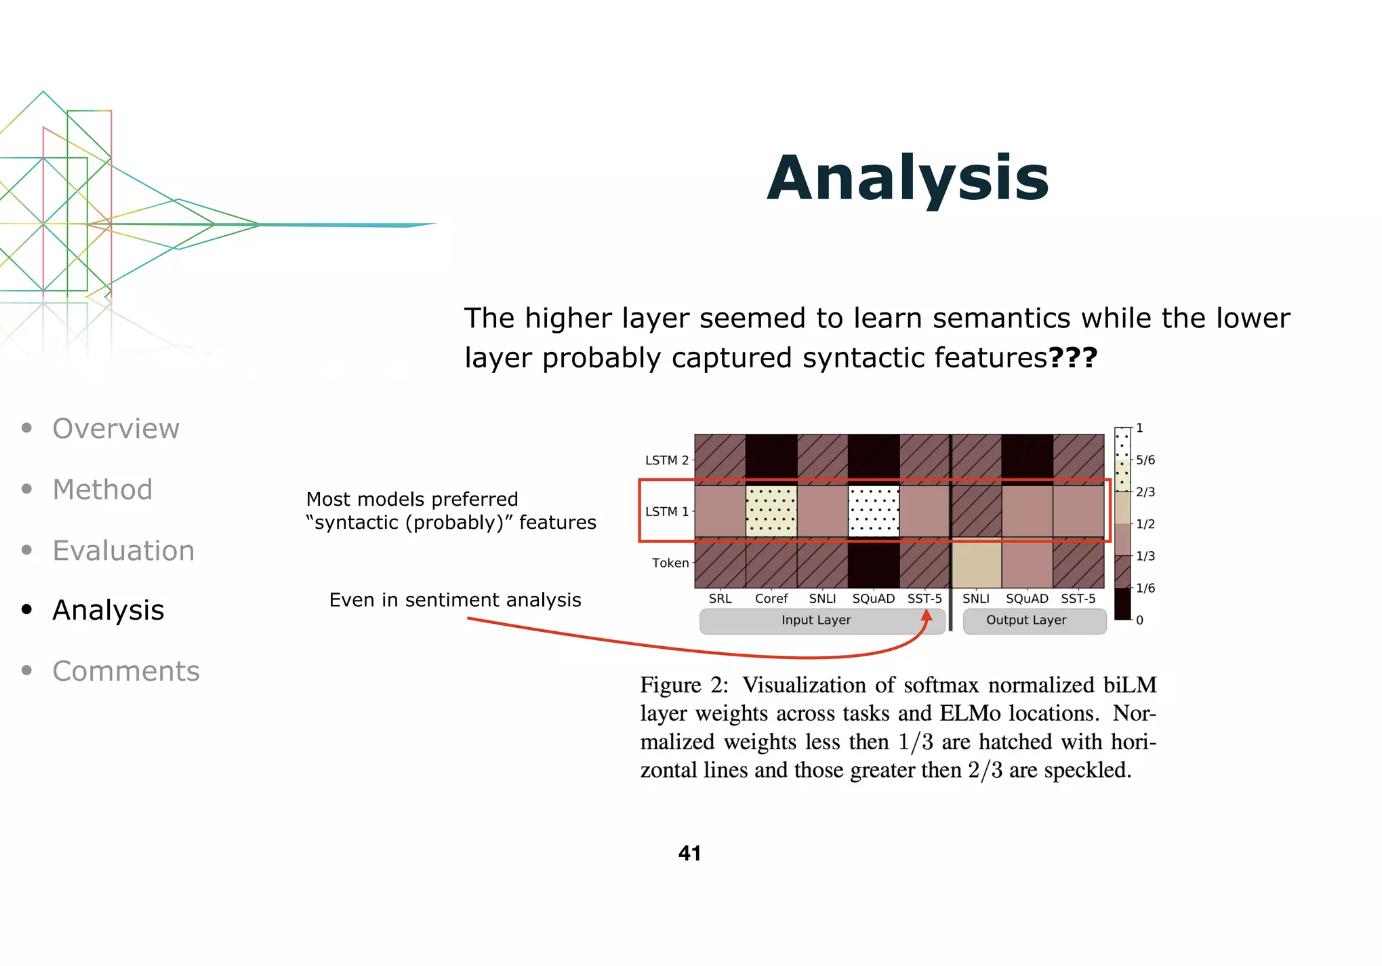 Analysis
The higher layer seemed to learn semantics while the lower
layer probably captured syntactic features???
• Overview
• Method
• Evaluation
• Analysis
• Comments
Most models preferred
“syntactic (probably)” features
Even in sentiment analysis
LSTM 2
LSTM 1
Token
SRL Coref SNLI SQuAD SST-5 SNLI SQuAD SST-5
Input Layer Output Layer
1
5/6
2/3
1/2
1/3
1/6
0
Figure 2: Visualization of softmax normalized biLM
layer weights across tasks and ELMo locations. Nor-
malized weights less then 1/3 are hatched with hori-
zontal lines and those greater then 2/3 are speckled.
41